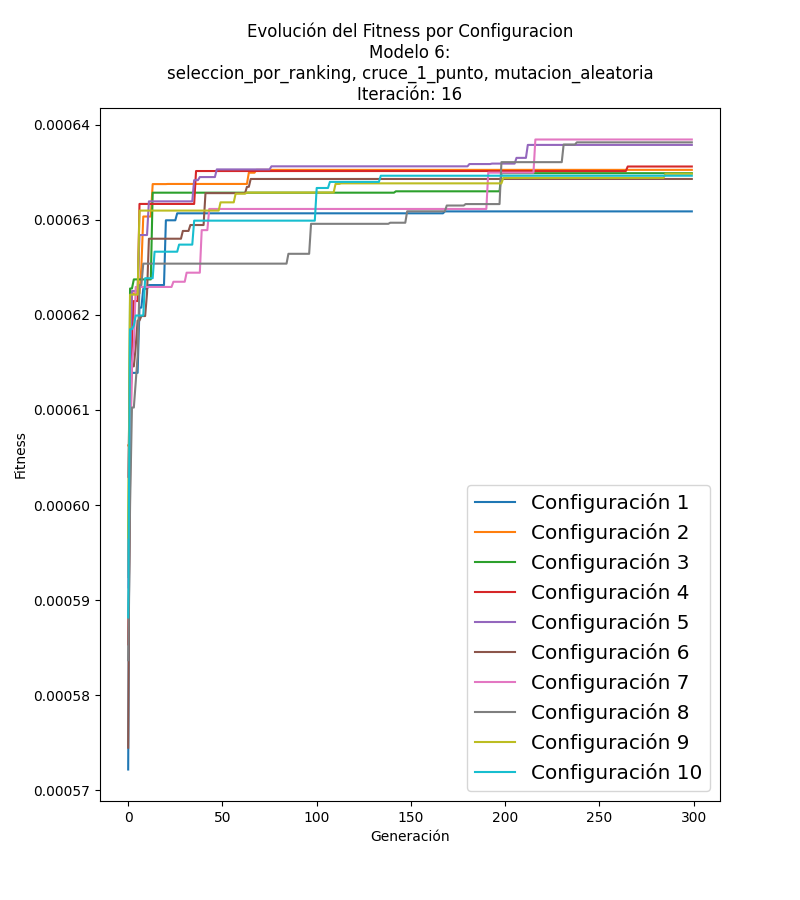 Evolución del Fitness por Configuracion
Modelo 6:
seleccion_por_ranking, cruce_1_punto, mutacion_aleatoria
Iteración: 16
0.00064
0.00063
0.00062
0.00061
0.00060
0.00059
0.00058
0.00057
Fitness
0
50
100
150
200
250
300
Generación
Configuración 1
Configuración 2
Configuración 3
Configuración 4
Configuración 5
Configuración 6
Configuración 7
Configuración 8
Configuración 9
Configuración 10